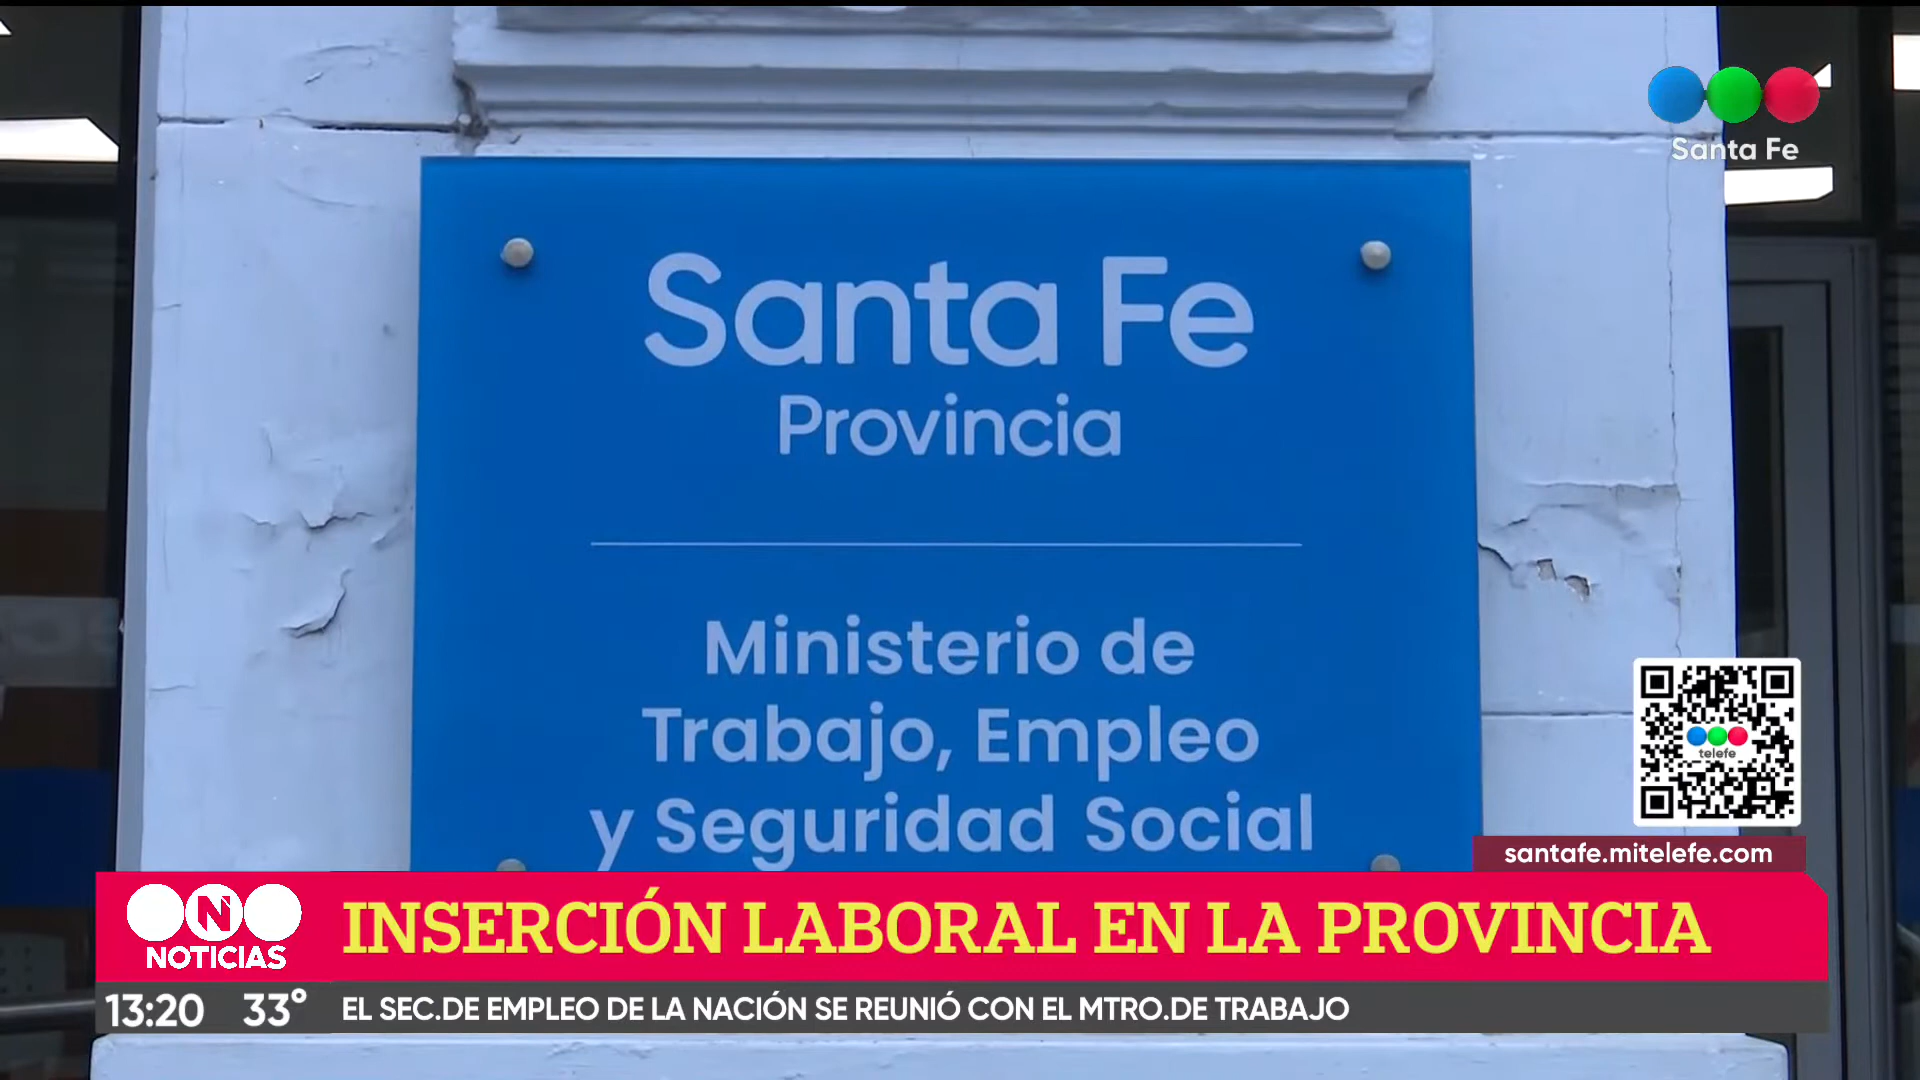 Santa Fe
Santa Fe
Provincia
Ministerio de
Trabajo, Empleo
y Seguridad Social
telefe
santafe.mitelefe.com
N
NOTICIAS
INSERCIÓN LABORAL EN LA PROVINCIA
13:20 33°
EL SEC.DE EMPLEO DE LA NACIÓN SE REUNIÓ CON EL MTRO.DE TRABAJO